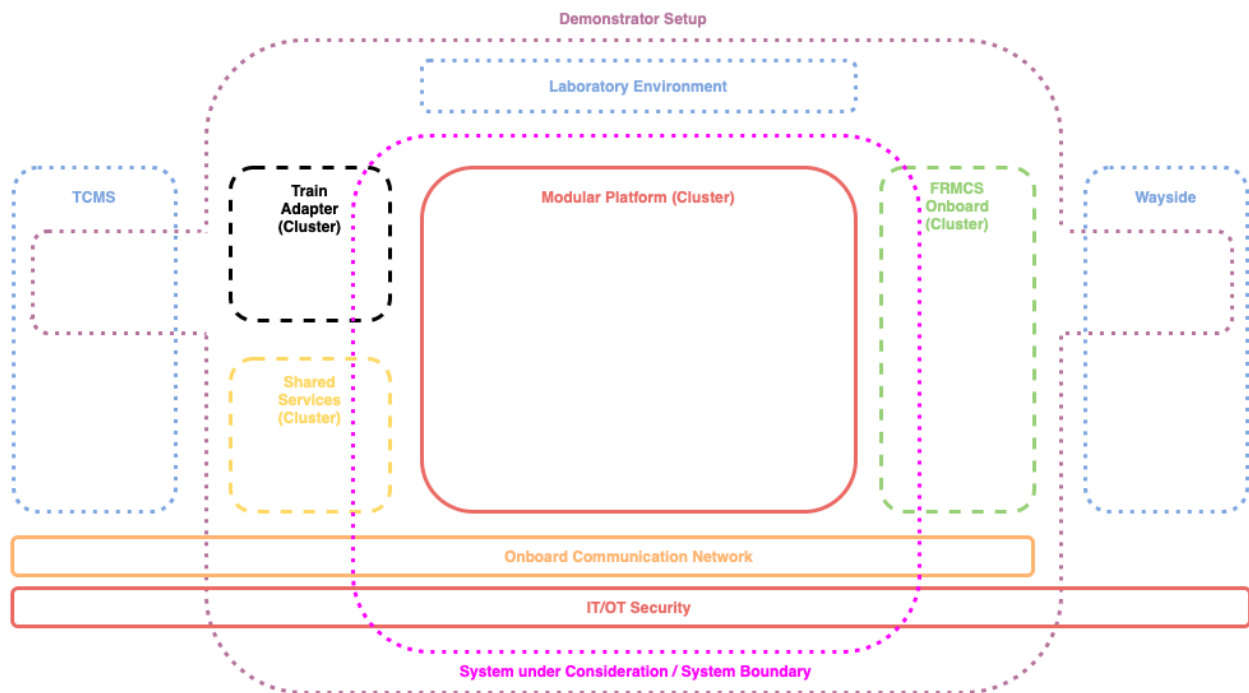 Demonstrator Setup
Laboratory Environment
TCMS
Train
Adapter
(Cluster)
Modular Platform (Cluster)
FRMCS
Onboard
(Cluster)
Wayside
Shared
Services
(Cluster)
Onboard Communication Network
IT/OT Security
System under Consideration / System Boundary